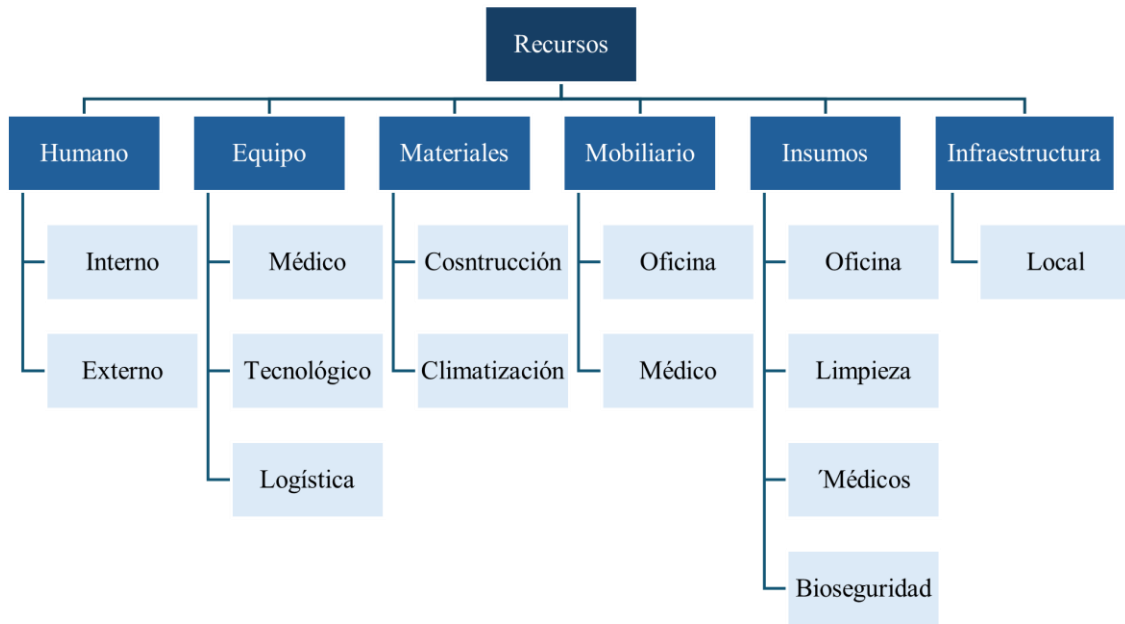 Recursos
Humano
Equipo
Materiales
Mobiliario
Insumos
Infraestructura
Interno
Médico
Cosntrucción
Oficina
Oficina
Local
Externo
Tecnológico
Climatización
Médico
Limpieza
Logística
´Médicos
Bioseguridad